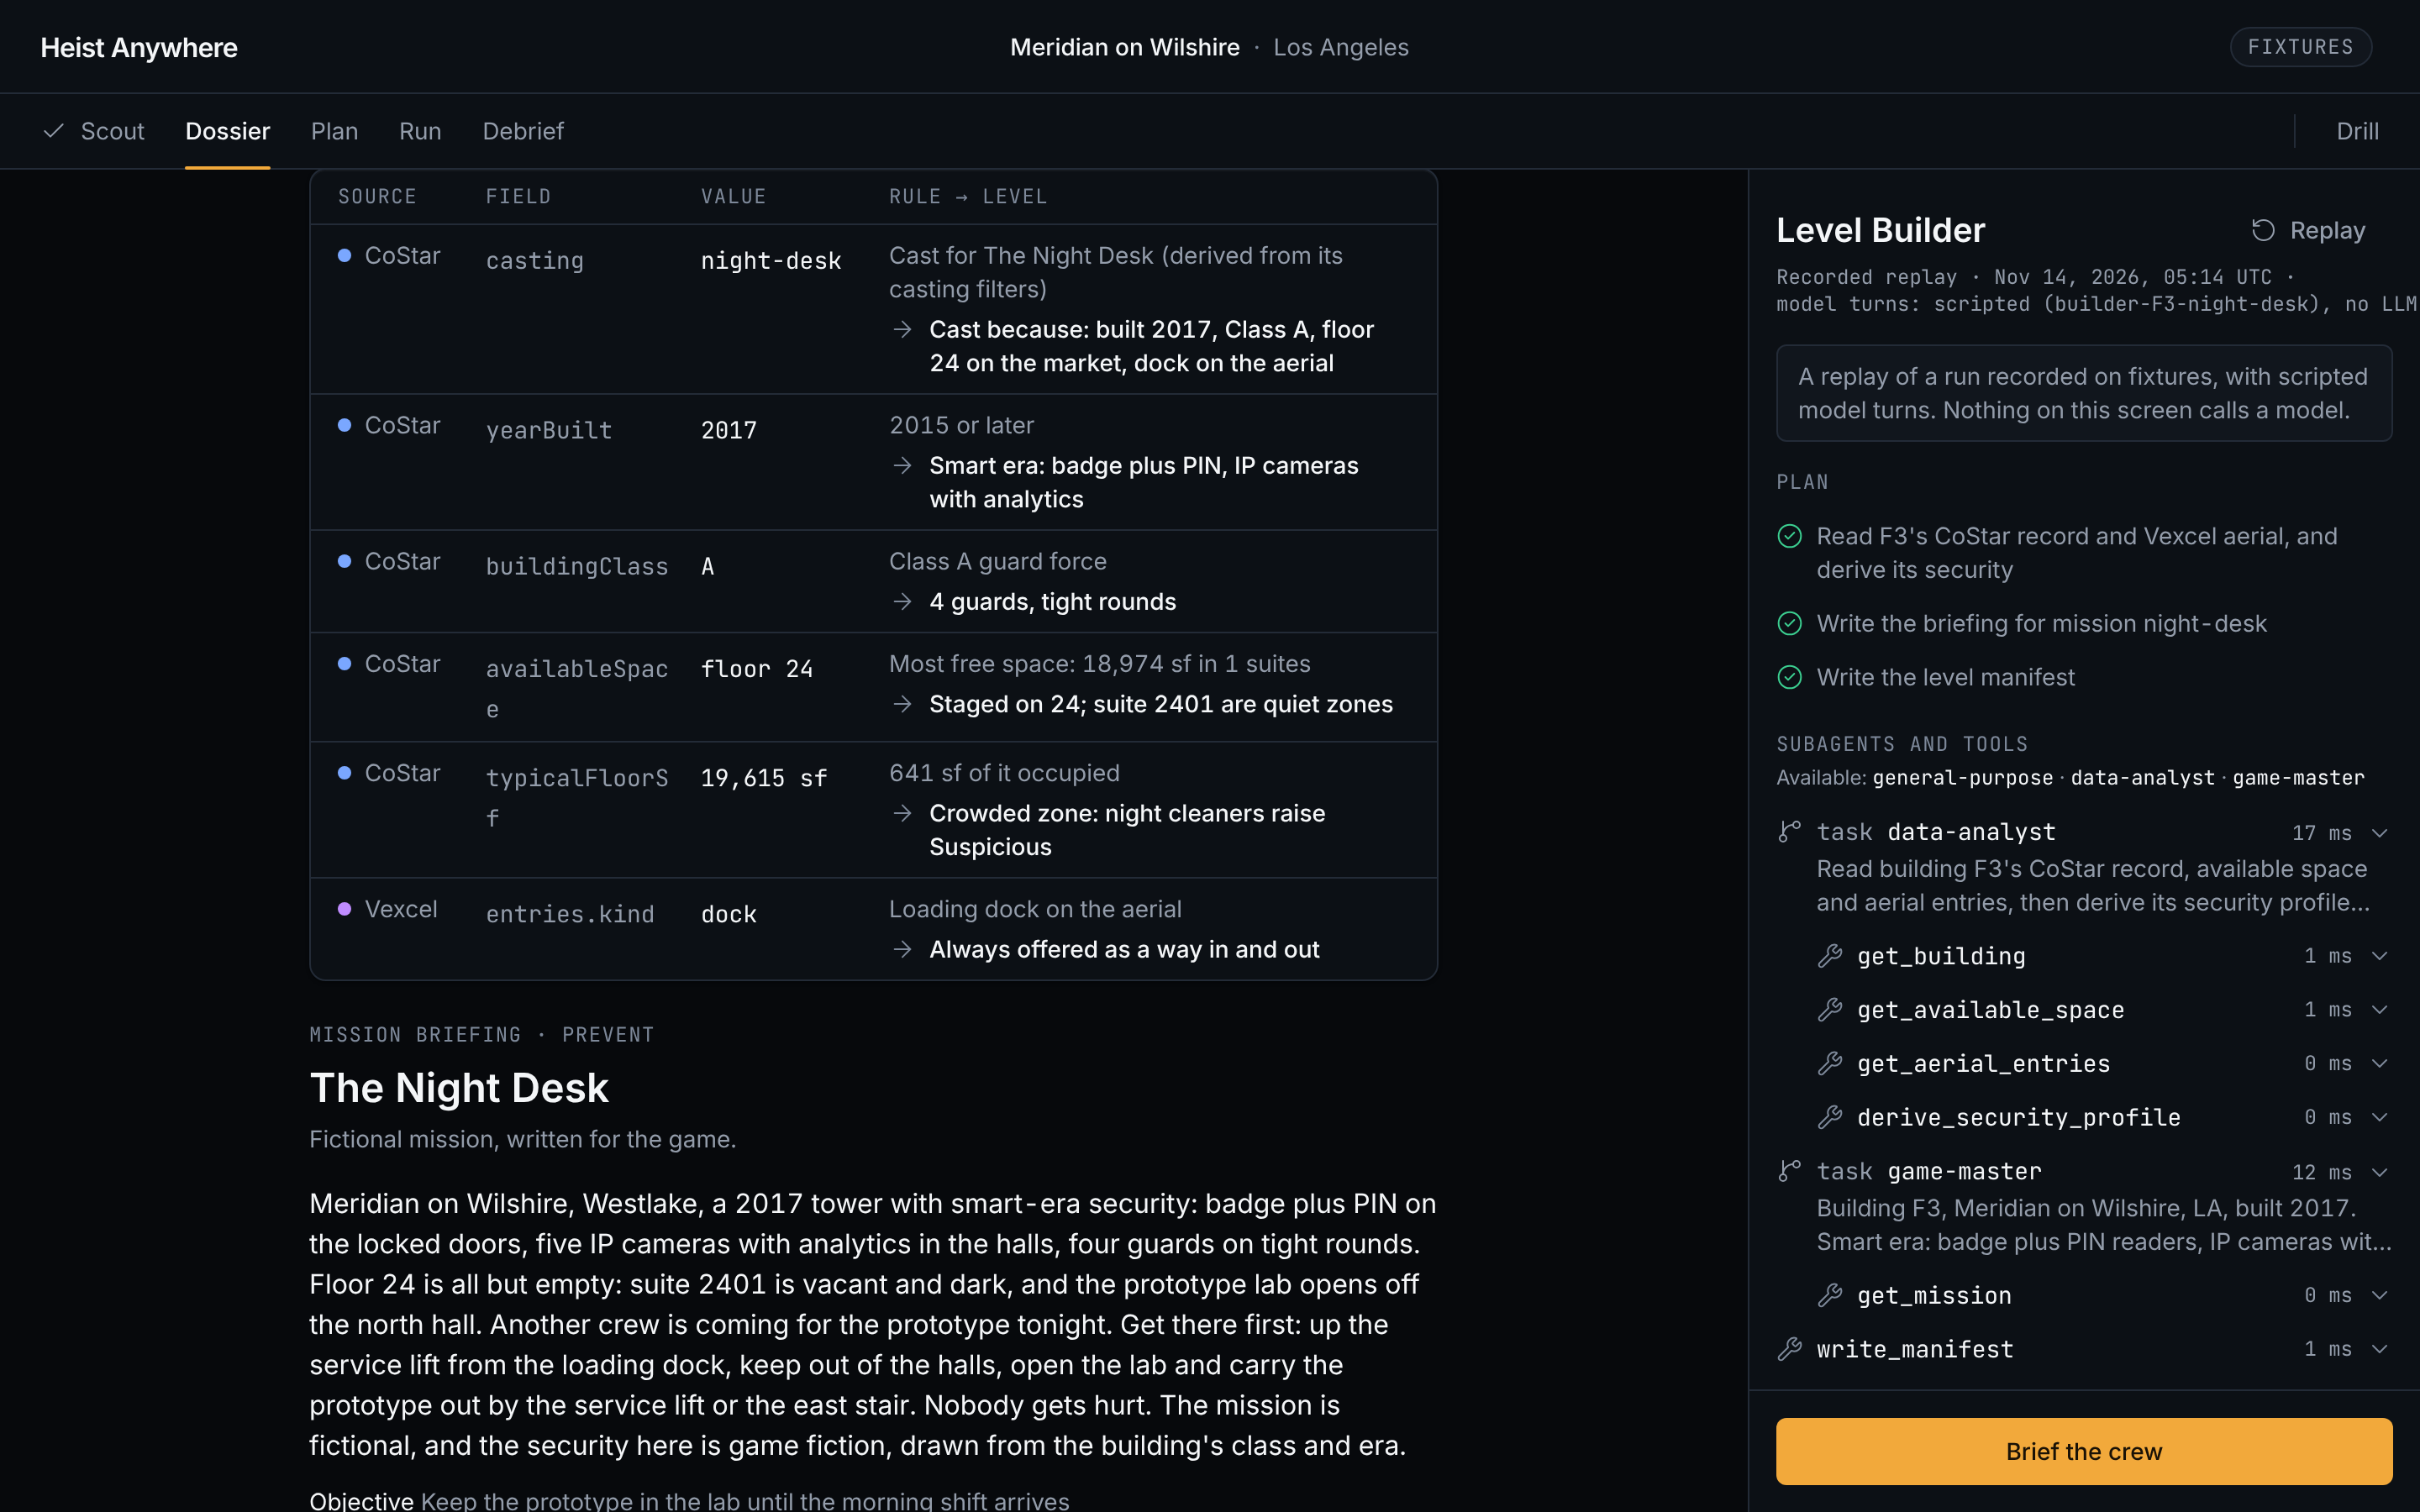 Heist Anywhere
Meridian on Wilshire · Los Angeles
FIXTURES
Scout
Dossier
Plan
Run
Debrief
Drill
SOURCE FIELD VALUE RULE → LEVEL
CoStar casting night-desk Cast for The Night Desk (derived from its
casting filters)
→ Cast because: built 2017, Class A, floor
24 on the market, dock on the aerial
CoStar yearBuilt 2017 2015 or later
→ Smart era: badge plus PIN, IP cameras
with analytics
CoStar buildingClass A Class A guard force
→ 4 guards, tight rounds
CoStar availableSpac floor 24 Most free space: 18,974 sf in 1 suites
e → Staged on 24; suite 2401 are quiet zones
CoStar typicalFloorS 19,615 sf 641 sf of it occupied
f → Crowded zone: night cleaners raise
Suspicious
Vexcel entries.kind dock Loading dock on the aerial
→ Always offered as a way in and out
MISSION BRIEFING · PREVENT
The Night Desk
Fictional mission, written for the game.
Meridian on Wilshire, Westlake, a 2017 tower with smart-era security: badge plus PIN on
the locked doors, five IP cameras with analytics in the halls, four guards on tight rounds.
Floor 24 is all but empty: suite 2401 is vacant and dark, and the prototype lab opens off
the north hall. Another crew is coming for the prototype tonight. Get there first: up the
service lift from the loading dock, keep out of the halls, open the lab and carry the
prototype out by the service lift or the east stair. Nobody gets hurt. The mission is
fictional, and the security here is game fiction, drawn from the building's class and era.
Objective Keep the prototype in the lab until the morning shift arrives
Level Builder
Replay
Recorded replay · Nov 14, 2026, 05:14 UTC ·
model turns: scripted (builder-F3-night-desk), no LLM
A replay of a run recorded on fixtures, with scripted
model turns. Nothing on this screen calls a model.
PLAN
Read F3's CoStar record and Vexcel aerial, and
derive its security
Write the briefing for mission night-desk
Write the level manifest
SUBAGENTS AND TOOLS
Available: general-purpose · data-analyst · game-master
task data-analyst 17 ms
Read building F3's CoStar record, available space
and aerial entries, then derive its security profile...
get_building 1 ms
get_available_space 1 ms
get_aerial_entries 0 ms
derive_security_profile 0 ms
task game-master 12 ms
Building F3, Meridian on Wilshire, LA, built 2017.
Smart era: badge plus PIN readers, IP cameras wit...
get_mission 0 ms
write_manifest 1 ms
Brief the crew